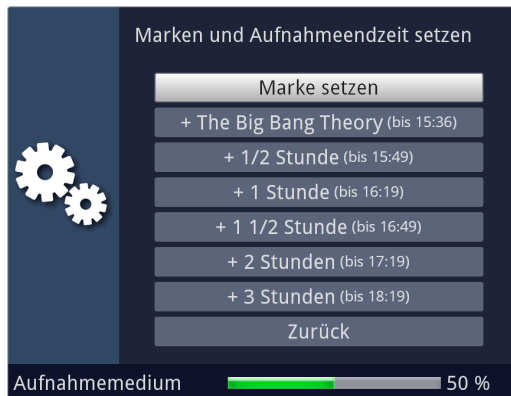 Marken und Aufnahmeendzeit setzen
Marke setzen
+ The Big Bang Theory (bis 15:36)
+ 1/2 Stunde (bis 15:49)
+ 1 Stunde (bis 16:19)
+ 1 1/2 Stunde (bis 16:49)
+ 2 Stunden (bis 17:19)
+ 3 Stunden (bis 18:19)
Zurück
Aufnahmemedium 50 %